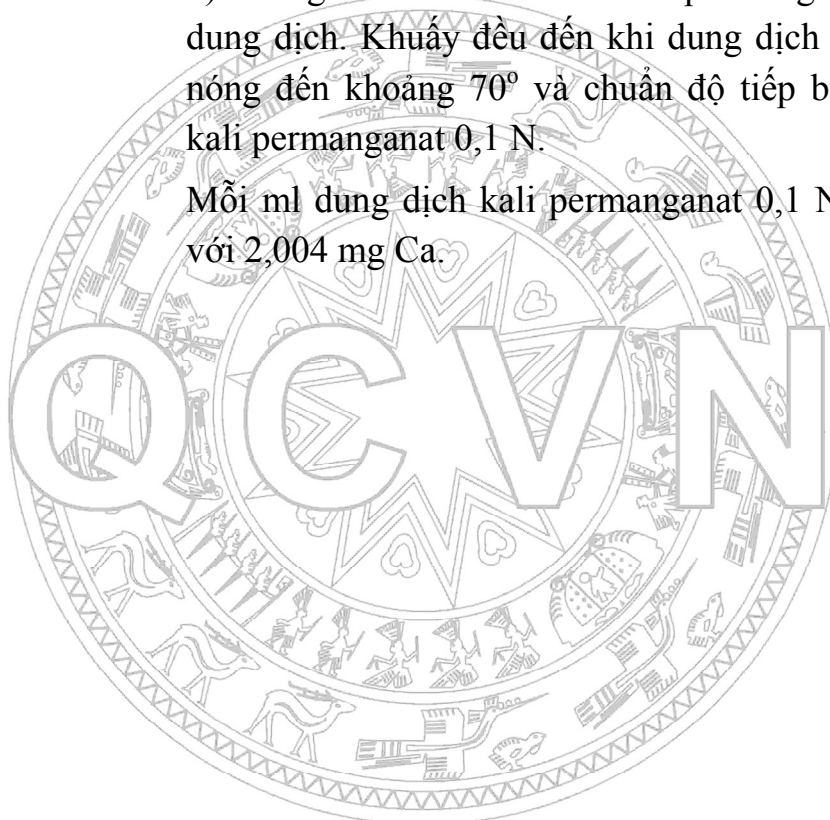 dung dịch. Khuấy đều đến khi dung dịch
nóng đến khoảng 70º và chuẩn độ tiếp b
kali permanganat 0,1 N.
Mỗi ml dung dịch kali permanganat 0,1 N
với 2,004 mg Ca.
QCVN